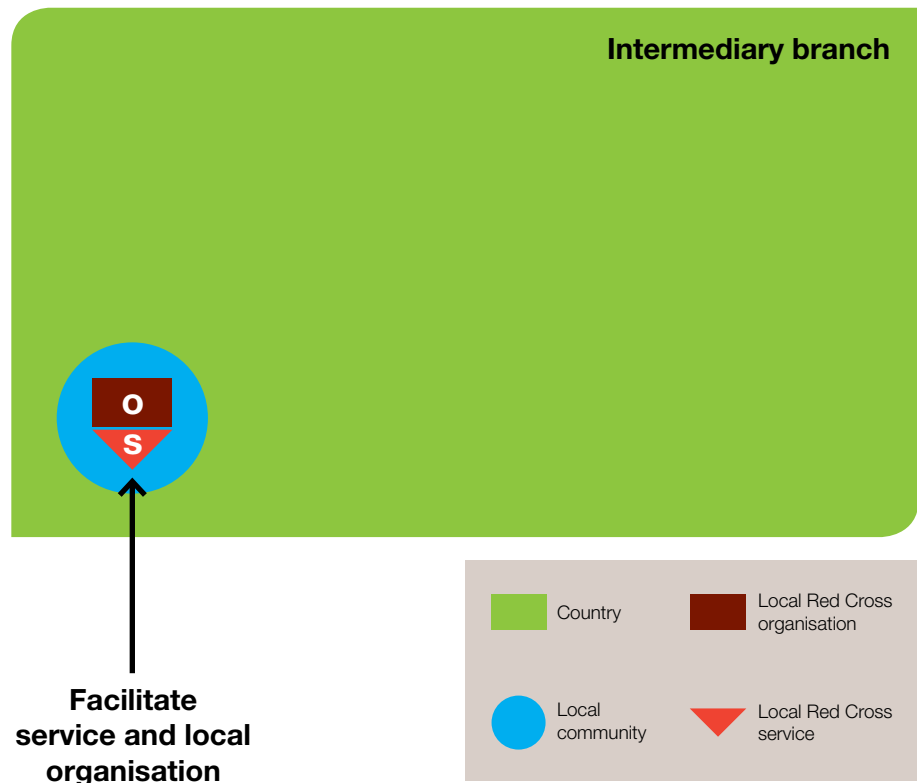 Intermediary branch
O
S
Facilitate
service and local
organisation
Country
Local Red Cross
organisation
Local
community
Local Red Cross
service